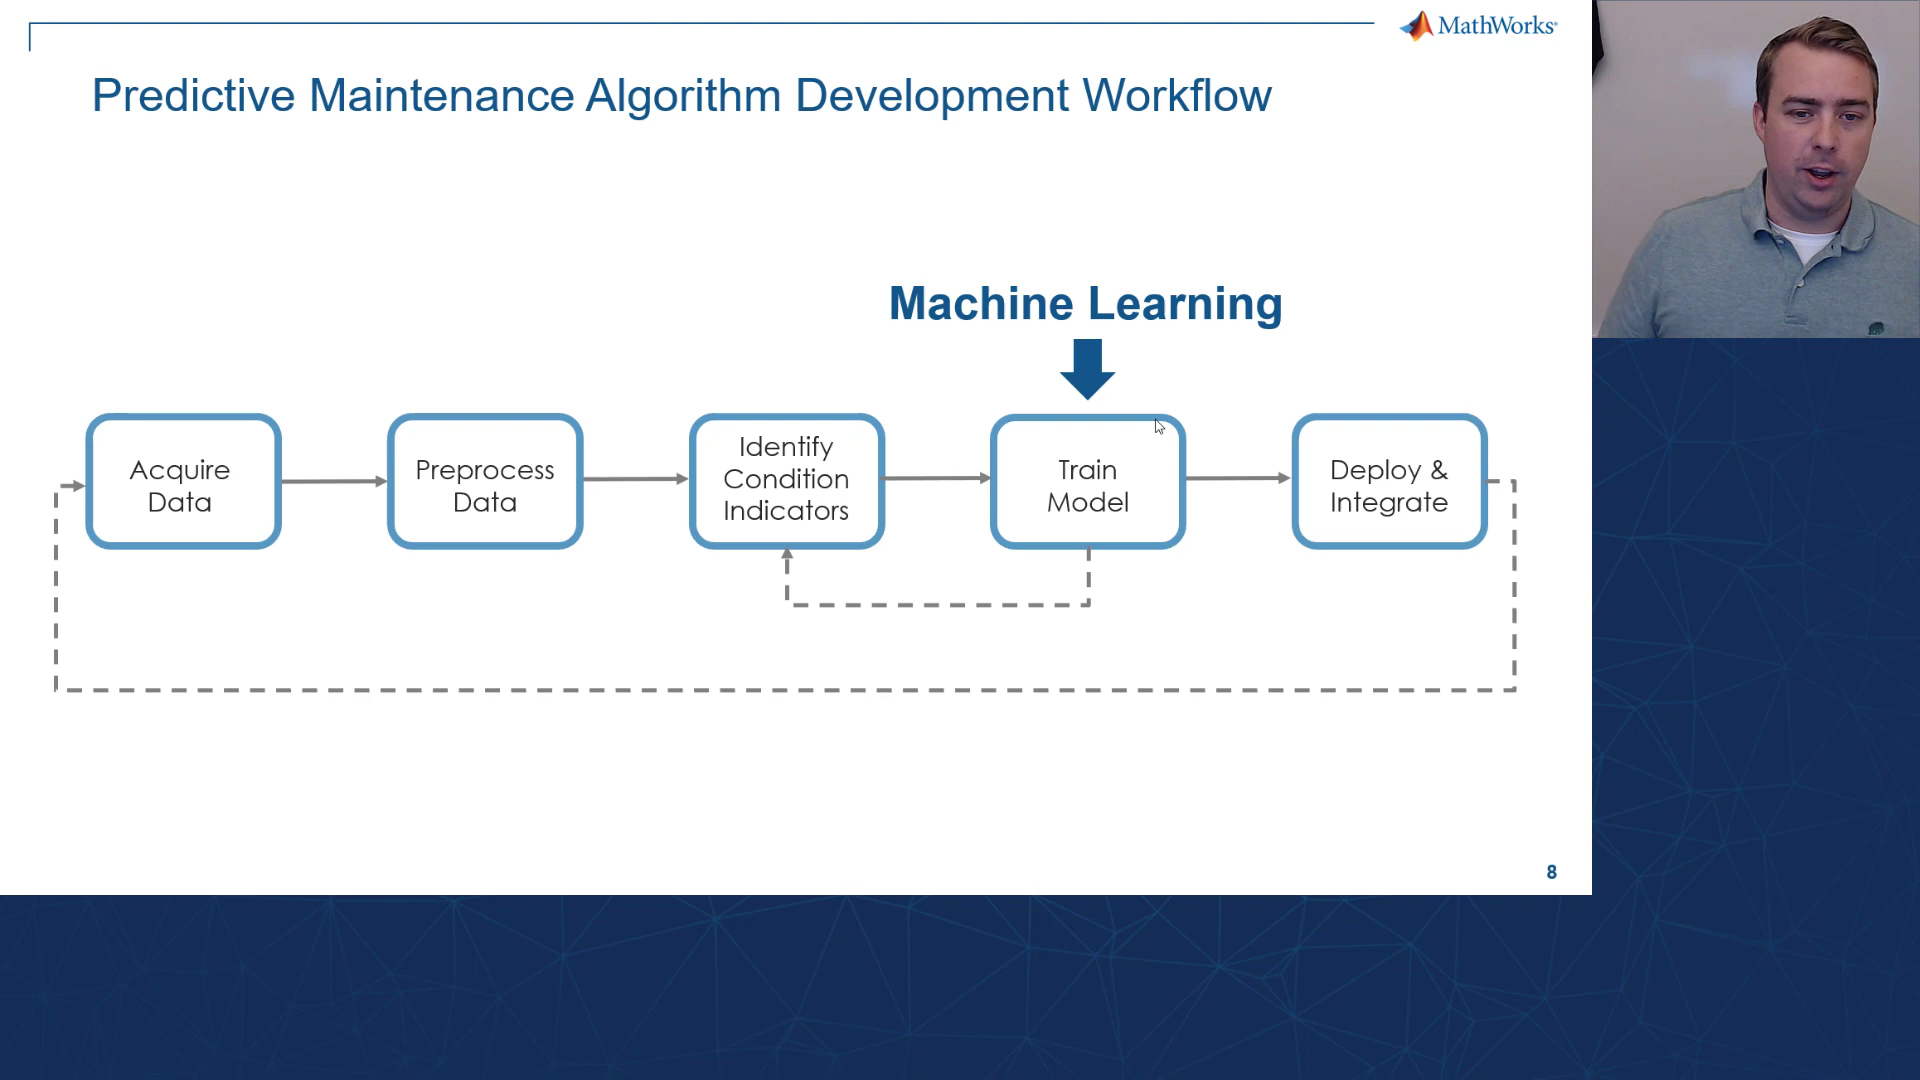 MathWorks®
Predictive Maintenance Algorithm Development Workflow
Machine Learning
Acquire
Data
Preprocess
Data
Identify
Condition
Indicators
Train
Model
Deploy &
Integrate
8